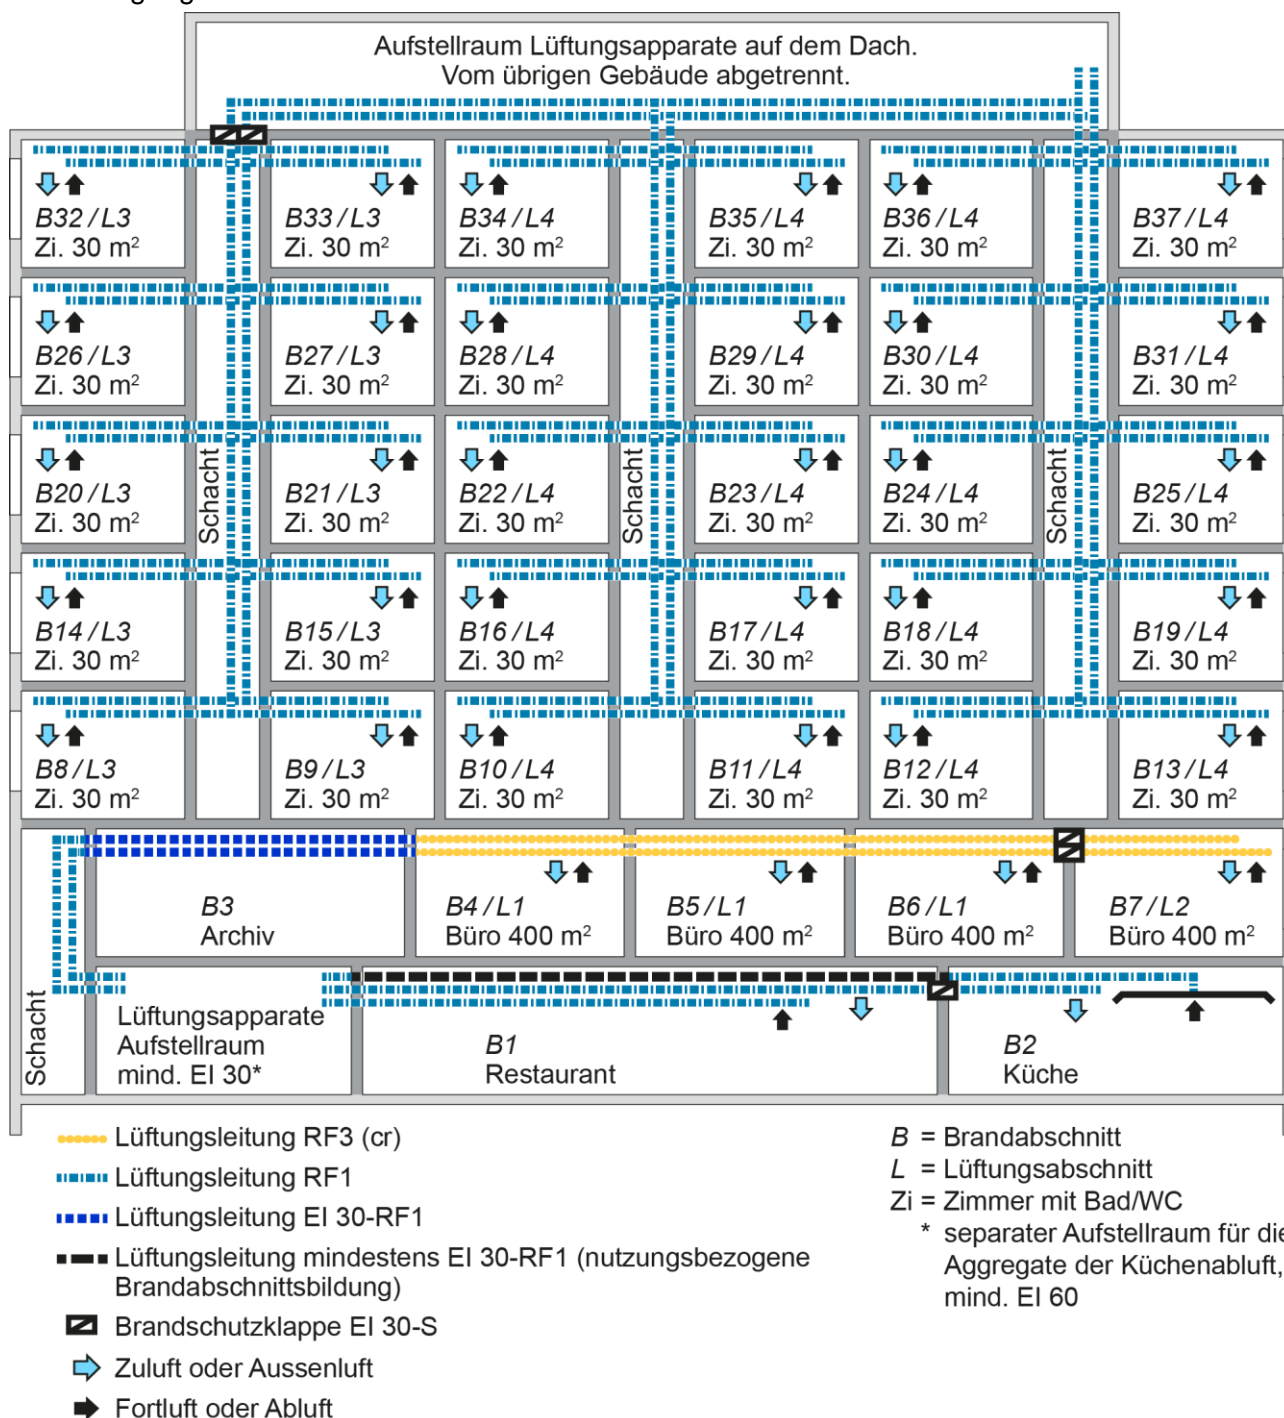 Aufstellraum Lüftungsapparate auf dem Dach.
Vom übrigen Gebäude abgetrennt.
B32/L3
Zi. 30 m²
B33/L3
Zi. 30 m²
B34/L4
Zi. 30 m²
B35/L4
Zi. 30 m²
B36/L4
Zi. 30 m²
B37/L4
Zi. 30 m²
B26/L3
Zi. 30 m²
B27/L3
Zi. 30 m²
B28/L4
Zi. 30 m²
B29/L4
Zi. 30 m²
B30/L4
Zi. 30 m²
B31/L4
Zi. 30 m²
Schacht
Schacht
Schacht
B20/L3
Zi. 30 m²
B21/L3
Zi. 30 m²
B22/L4
Zi. 30 m²
B23/L4
Zi. 30 m²
B24/L4
Zi. 30 m²
B25/L4
Zi. 30 m²
B14/L3
Zi. 30 m²
B15/L3
Zi. 30 m²
B16/L4
Zi. 30 m²
B17/L4
Zi. 30 m²
B18/L4
Zi. 30 m²
B19/L4
Zi. 30 m²
B8/L3
Zi. 30 m²
B9/L3
Zi. 30 m²
B10/L4
Zi. 30 m²
B11/L4
Zi. 30 m²
B12/L4
Zi. 30 m²
B13/L4
Zi. 30 m²
B3
Archiv
B4/L1
Büro 400 m²
B5/L1
Büro 400 m²
B6/L1
Büro 400 m²
B7/L2
Büro 400 m²
Schacht
Lüftungsapparate
Aufstellraum
mind. EI 30*
B1
Restaurant
B2
Küche
Lüftungsleitung RF3 (cr)
Lüftungsleitung RF1
Lüftungsleitung EI 30-RF1
Lüftungsleitung mindestens EI 30-RF1 (nutzungsbezogene
Brandabschnittsbildung)
Brandschutzklappe EI 30-S
Zuluft oder Aussenluft
Fortluft oder Abluft
B = Brandabschnitt
L = Lüftungsabschnitt
Zi = Zimmer mit Bad/WC
* separater Aufstellraum für die
Aggregate der Küchenabluft,
mind. EI 60